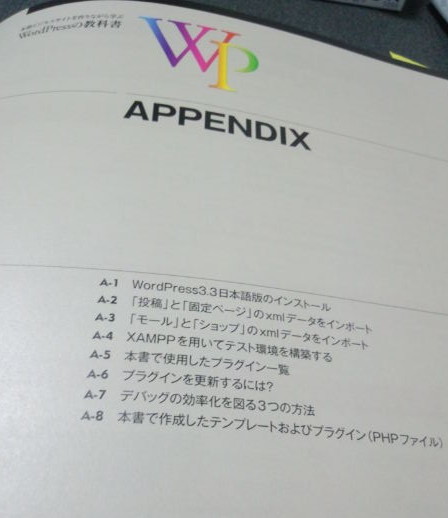 WordPressの教科書
WP
APPENDIX
A-1 WordPress3.3日本語版のインストール
A-2 「投稿」と「固定ページ」のxmlデータをインポート
A-3 「モール」と「ショップ」のxmlデータをインポート
A-4 XAMPPを用いてテスト環境を構築する
A-5 本書で使用したプラグイン一覧
A-6 プラグインを更新するには?
A-7 デバッグの効率化を図る3つの方法
A-8 本書で作成したテンプレートおよびプラグイン(PHPファイル)